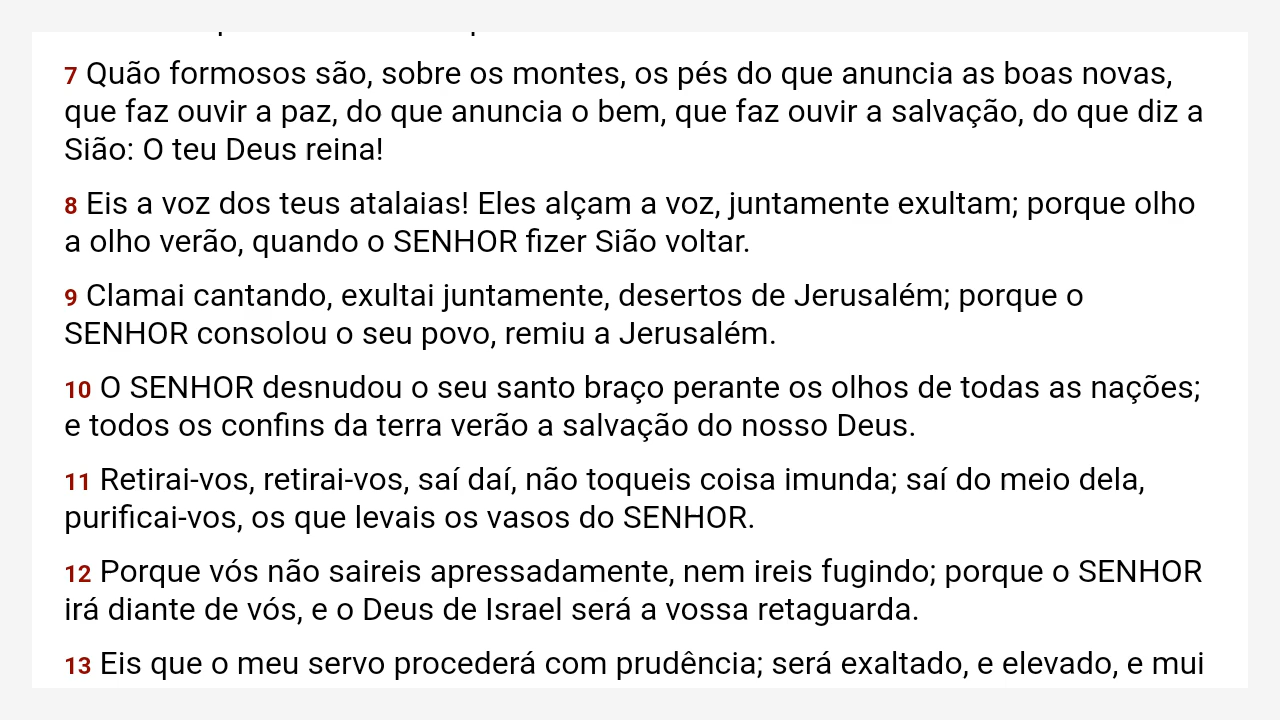 7 Quão formosos são, sobre os montes, os pés do que anuncia as boas novas,
que faz ouvir a paz, do que anuncia o bem, que faz ouvir a salvação, do que diz a
Sião: O teu Deus reina!
8 Eis a voz dos teus atalaias! Eles alçam a voz, juntamente exultam; porque olho
a olho verão, quando o SENHOR fizer Sião voltar.
9 Clamai cantando, exultai juntamente, desertos de Jerusalém; porque o
SENHOR consolou o seu povo, remiu a Jerusalém.
10 O SENHOR desnudou o seu santo braço perante os olhos de todas as nações;
e todos os confins da terra verão a salvação do nosso Deus.
11 Retirai-vos, retirai-vos, saí daí, não toqueis coisa imunda; saí do meio dela,
purificai-vos, os que levais os vasos do SENHOR.
12 Porque vós não saireis apressadamente, nem ireis fugindo; porque o SENHOR
irá diante de vós, e o Deus de Israel será a vossa retaguarda.
13 Eis que o meu servo procederá com prudência; será exaltado, e elevado, e mui